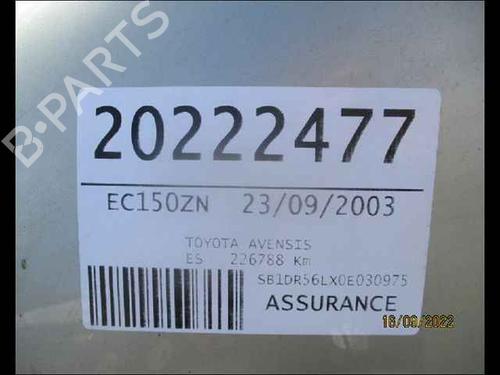 B-PARTS
20222477
EC150ZN 23/09/2003
TOYOTA AVENSIS
ES 226788 Km
SB1DR56LX0E030975
ASSURANCE
16/09/2022